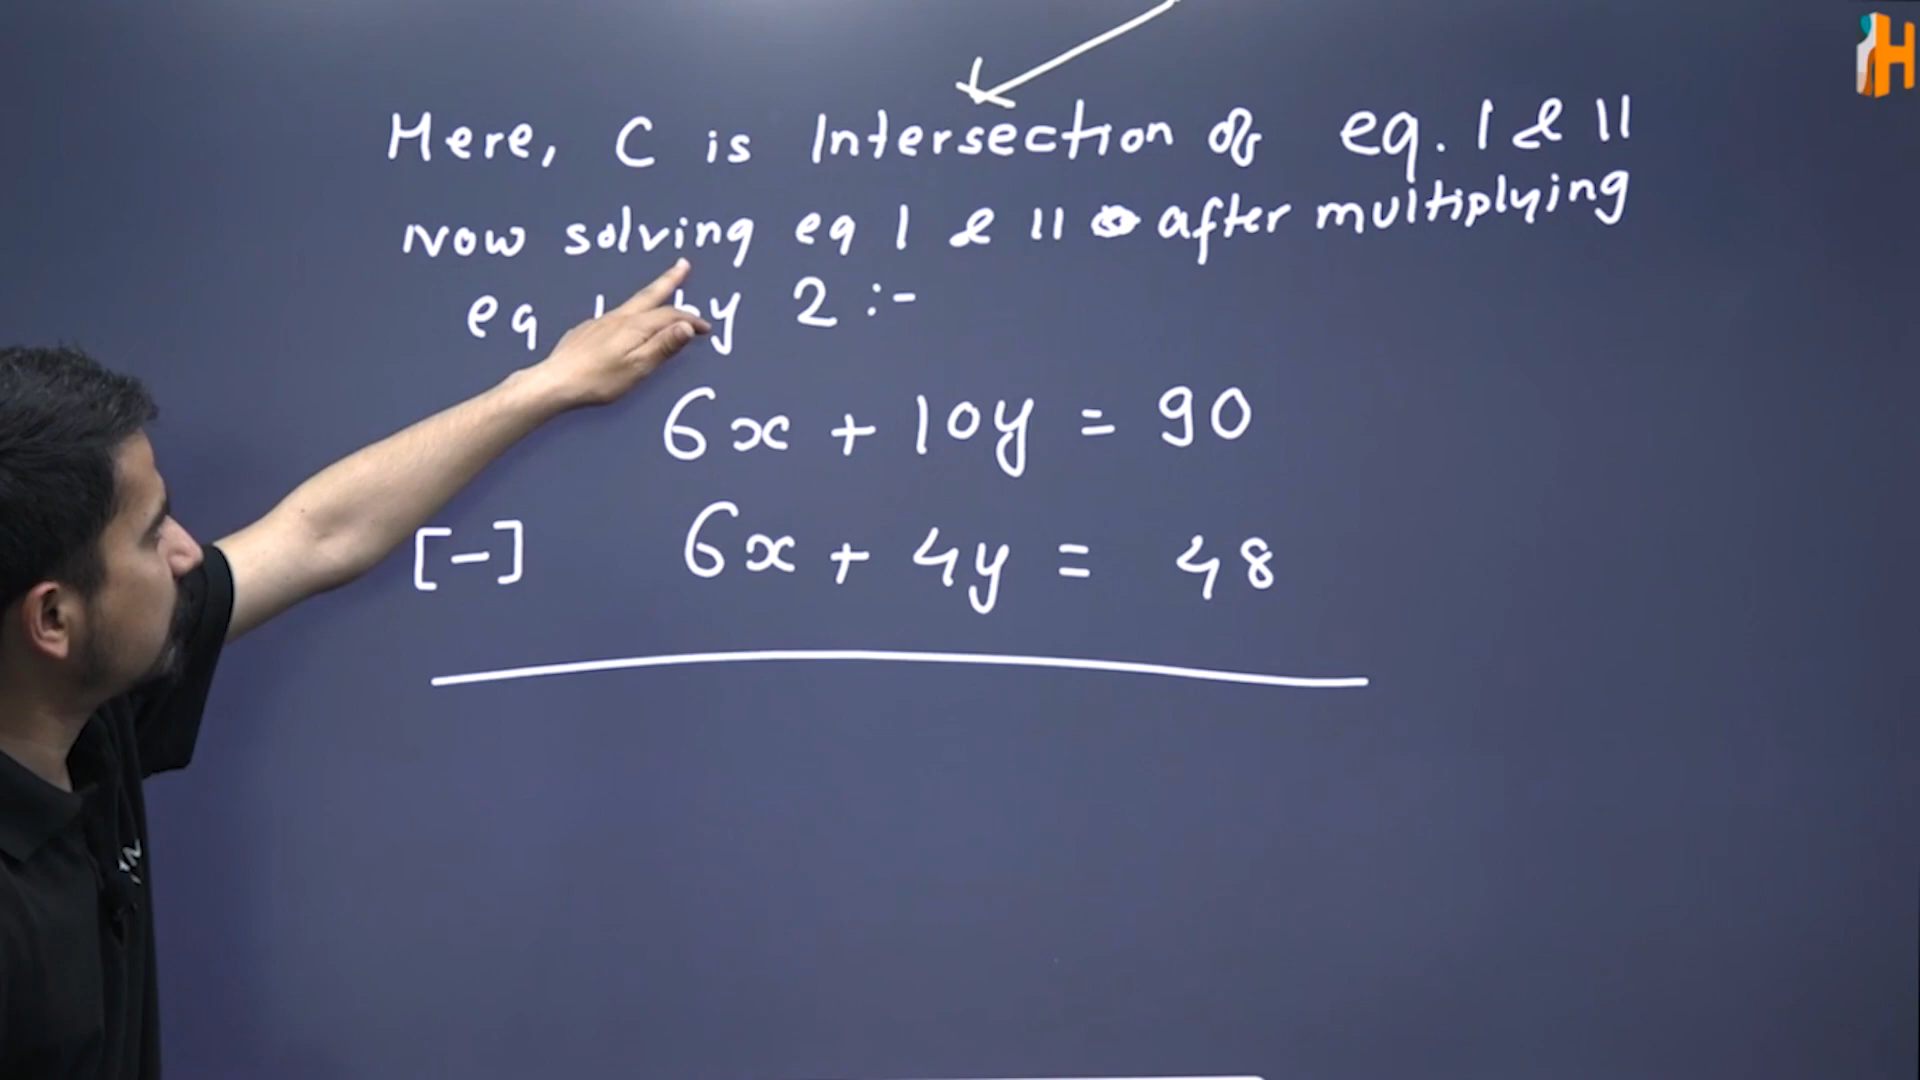 Here, C is Intersection of eq. I & II
now solving eq I & II after multiplying
eq by 2 :-
6x + 10y = 90
[-] 6x + 4y = 48
H